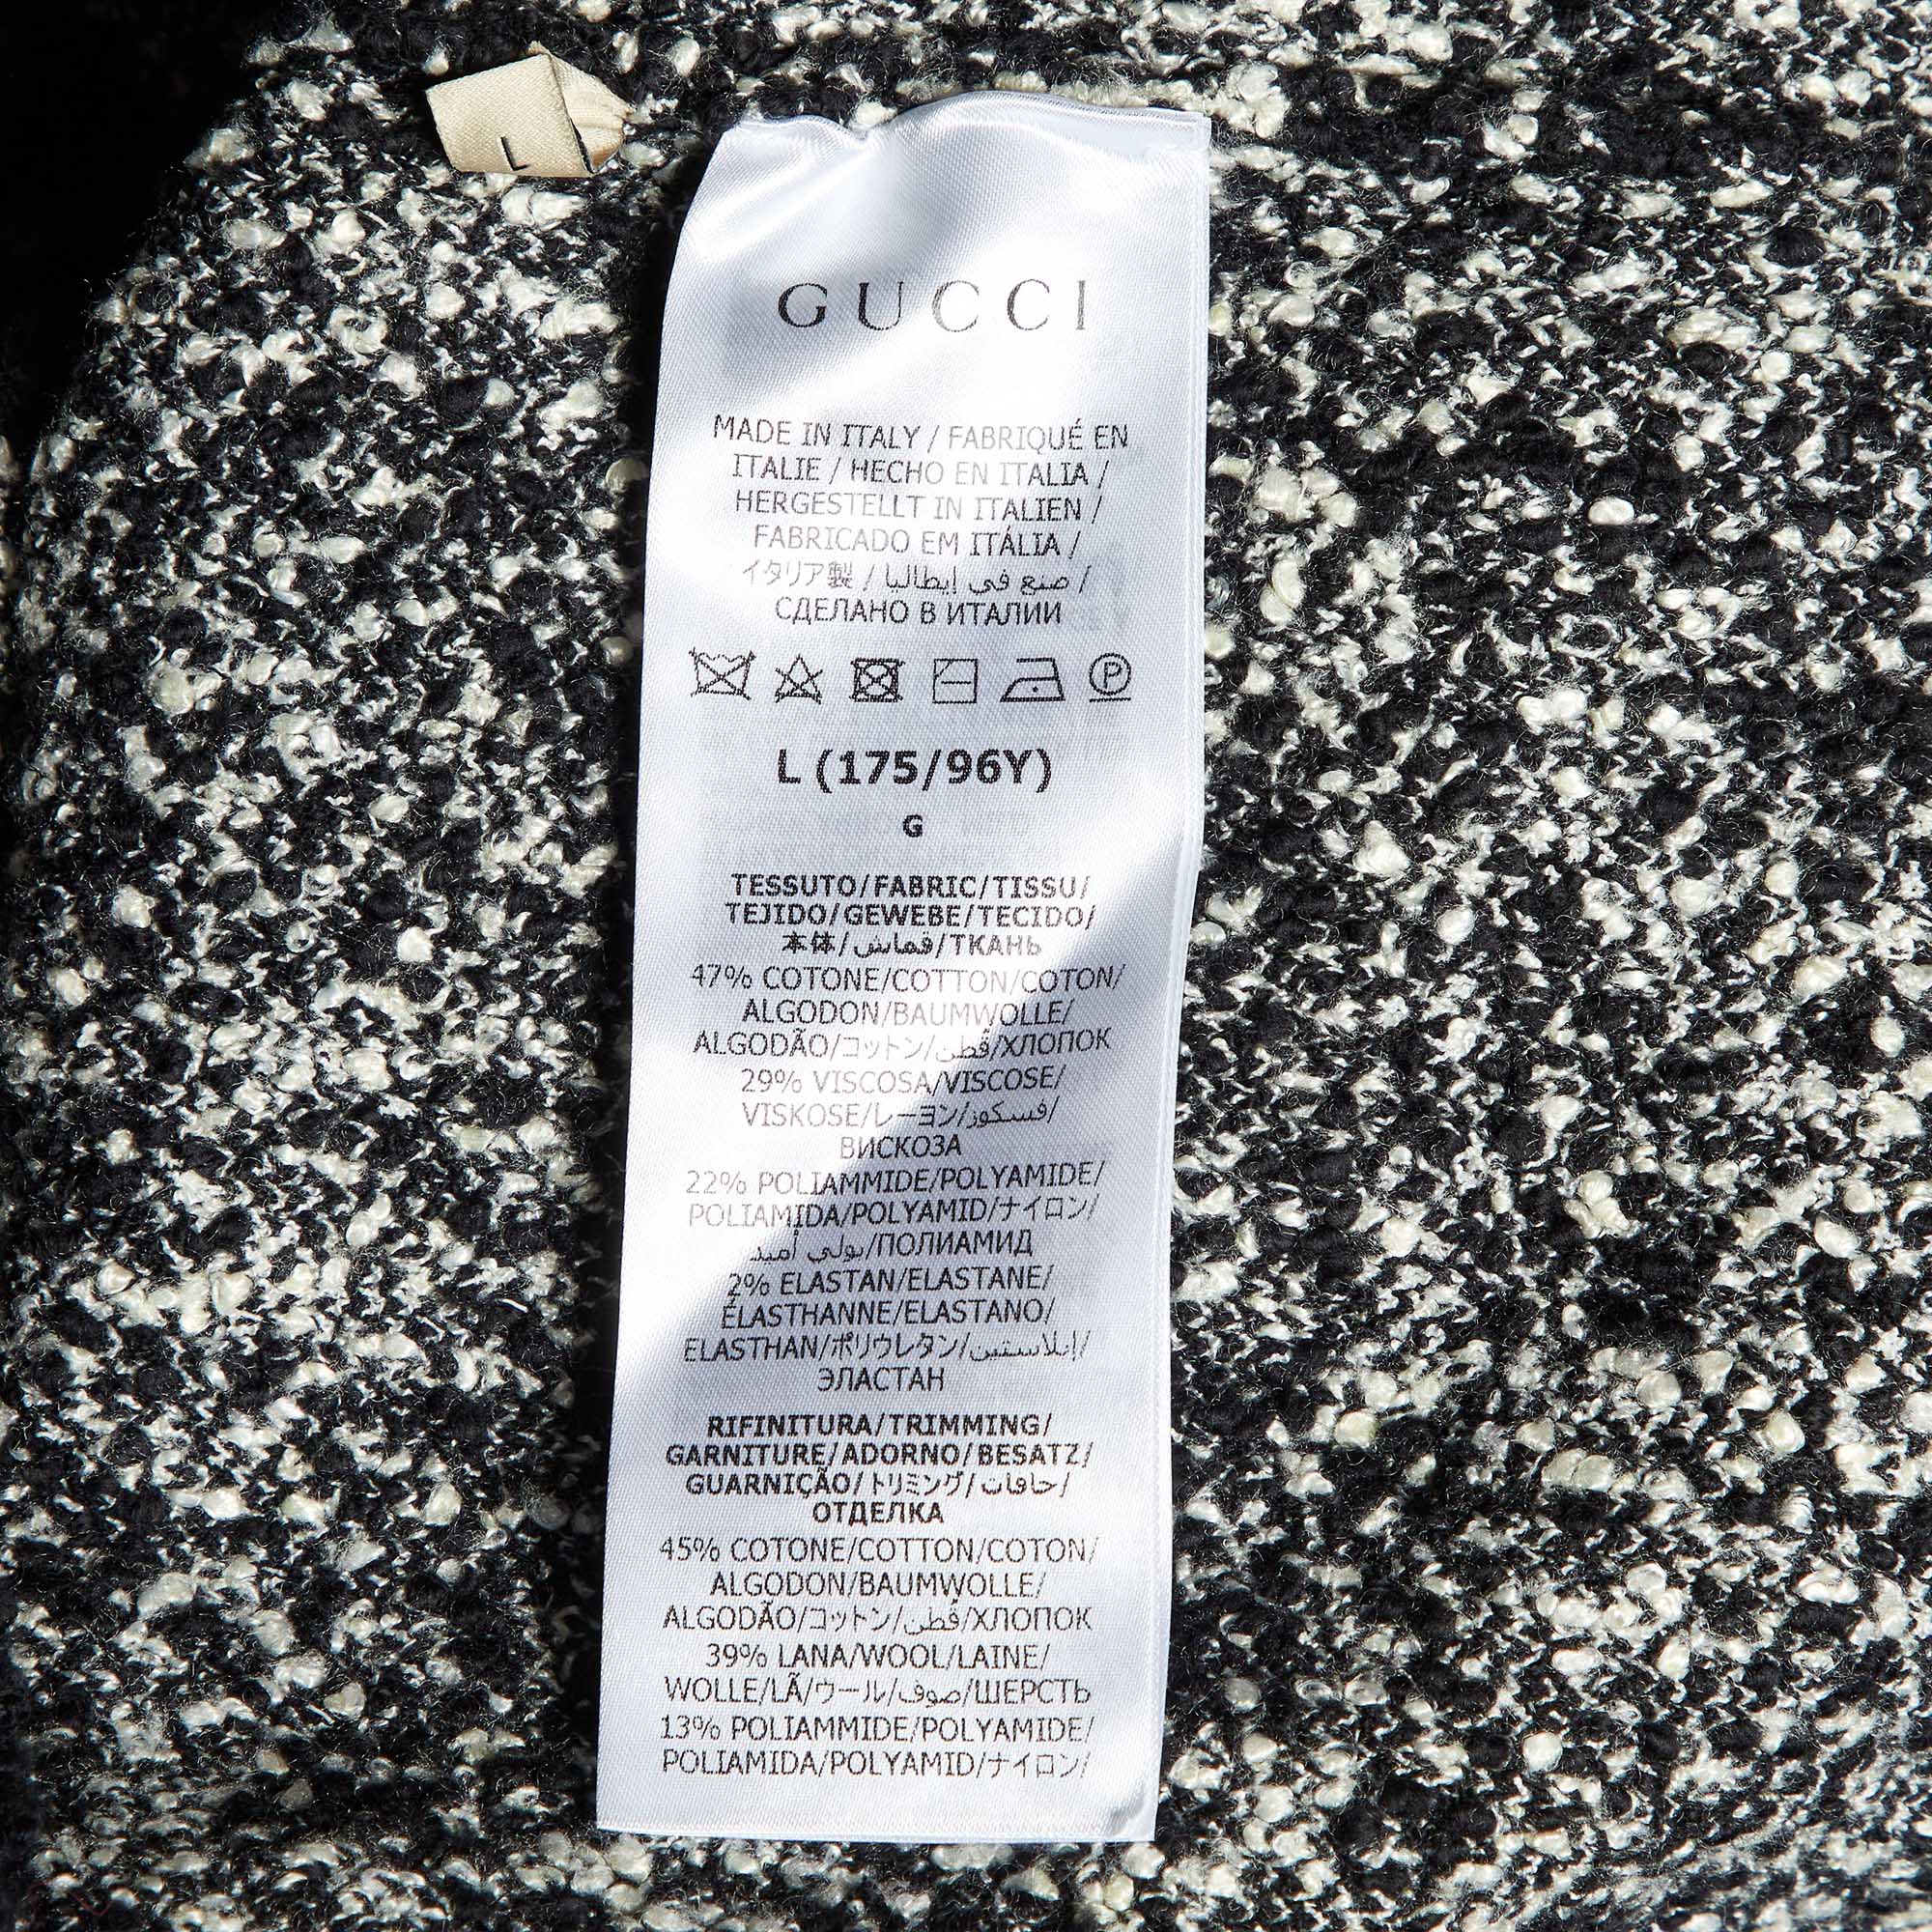 L
GUCCI
MADE IN ITALY / FABRIQUÉ EN
ITALIE / HECHO EN ITALIA /
HERGESTELLT IN ITALIEN /
FABRICADO EM ITÁLIA /
イタリア製 / صنع في إيطاليا /
СДЕЛАНО В ИТАЛИИ
P
L (175/96Y)
G
TESSUTO/FABRIC/TISSU/
TEJIDO/GEWEBE/TECIDO/
本体/قماش/ТКАНЬ
47% COTONE/COTTON/COTON/
ALGODON/BAUMWOLLE/
ALGODÃO/コットン/قطن/ХЛОПОК
29% VISCOSA/VISCOSE/
VISKOSE/レーヨン/فسكوز/
ВИСКОЗА
22% POLIAMMIDE/POLYAMIDE/
POLIAMIDA/POLYAMID/ナイロン/
بولي أميد/ПОЛИАМИД
2% ELASTAN/ELASTANE/
ÉLASTHANNE/ELASTANO/
ELASTHAN/ポリウレタン/إيلاستين/
ЭЛАСТАН
RIFINITURA/TRIMMING/
GARNITURE/ADORNO/BESATZ/
GUARNIÇÃO/トリミング/حافات/
ОТДЕЛКА
45% COTONE/COTTON/COTON/
ALGODON/BAUMWOLLE/
ALGODÃO/コットン/قطن/ХЛОПОК
39% LANA/WOOL/LAINE/
WOLLE/LÃ/ウール/صوف/ШЕРСТЬ
13% POLIAMMIDE/POLYAMIDE/
POLIAMIDA/POLYAMID/ナイロン/